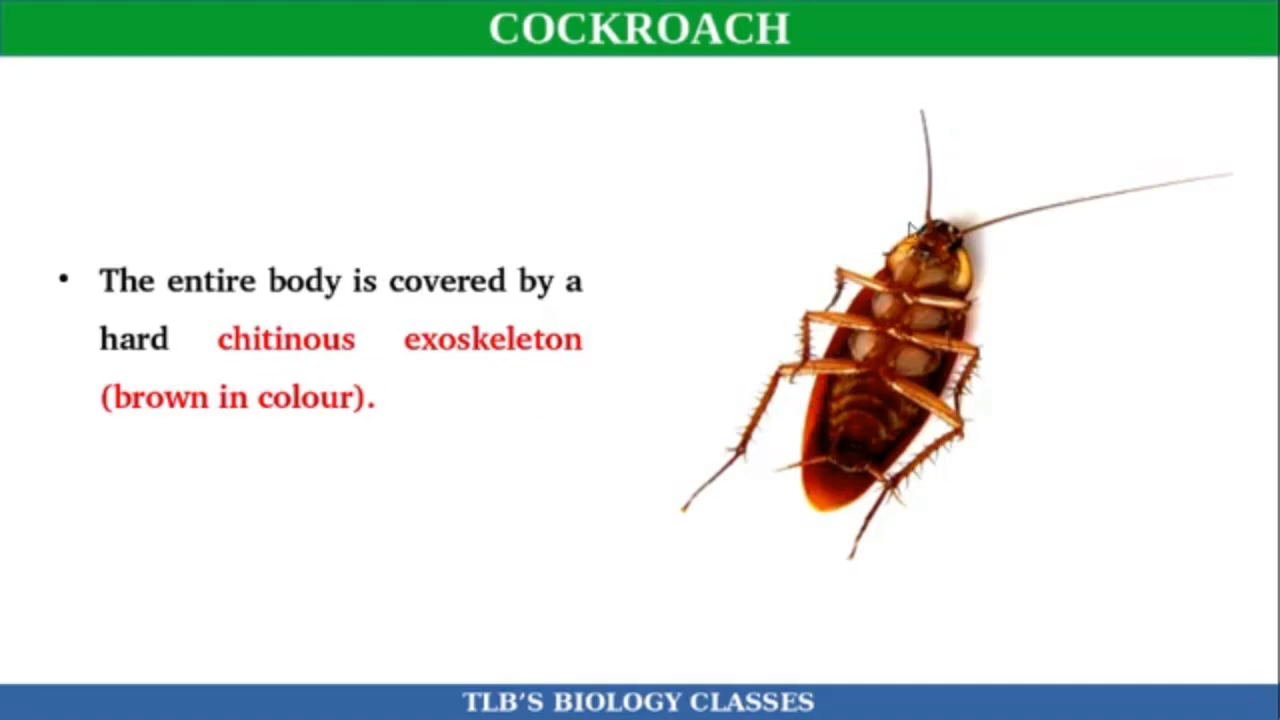 COCKROACH
• The entire body is covered by a
hard chitinous exoskeleton
(brown in colour).
TLB’S BIOLOGY CLASSES